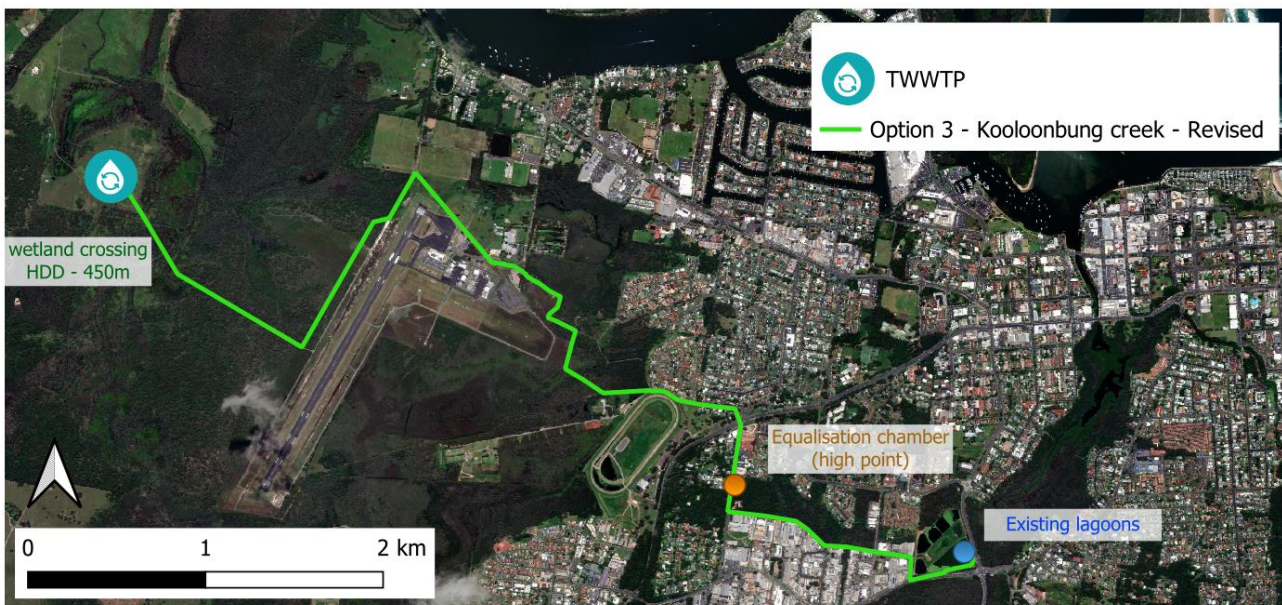 TWWTP
Option 3 - Kooloonbung creek - Revised
wetland crossing
HDD - 450m
Equalisation chamber
(high point)
Existing lagoons
0 1 2 km